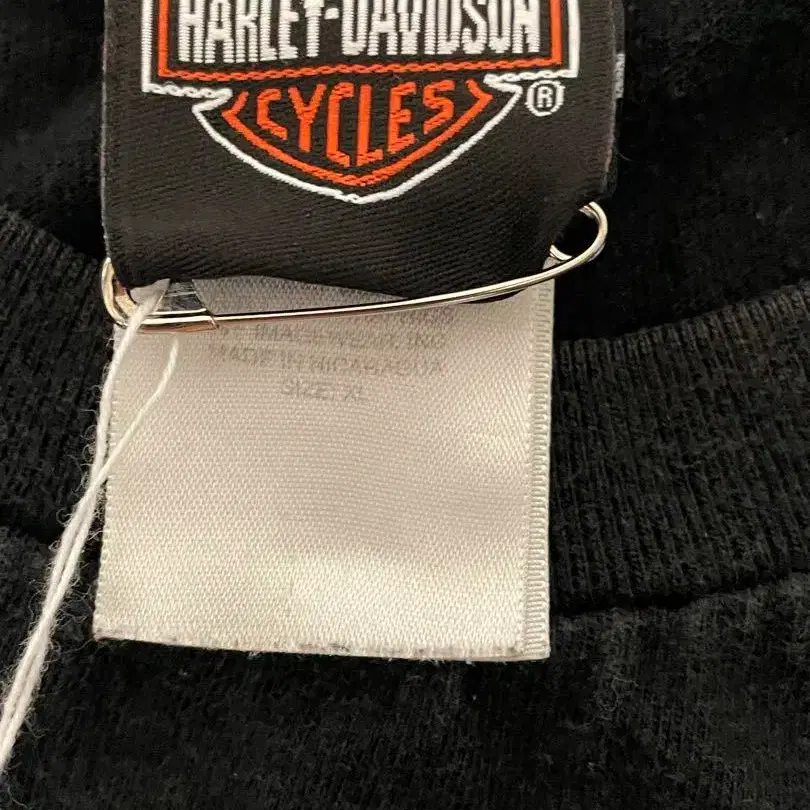 HARLEY-DAVIDSON
CYCLES
®
MADE IN NICARAGUA
SIZE: XL